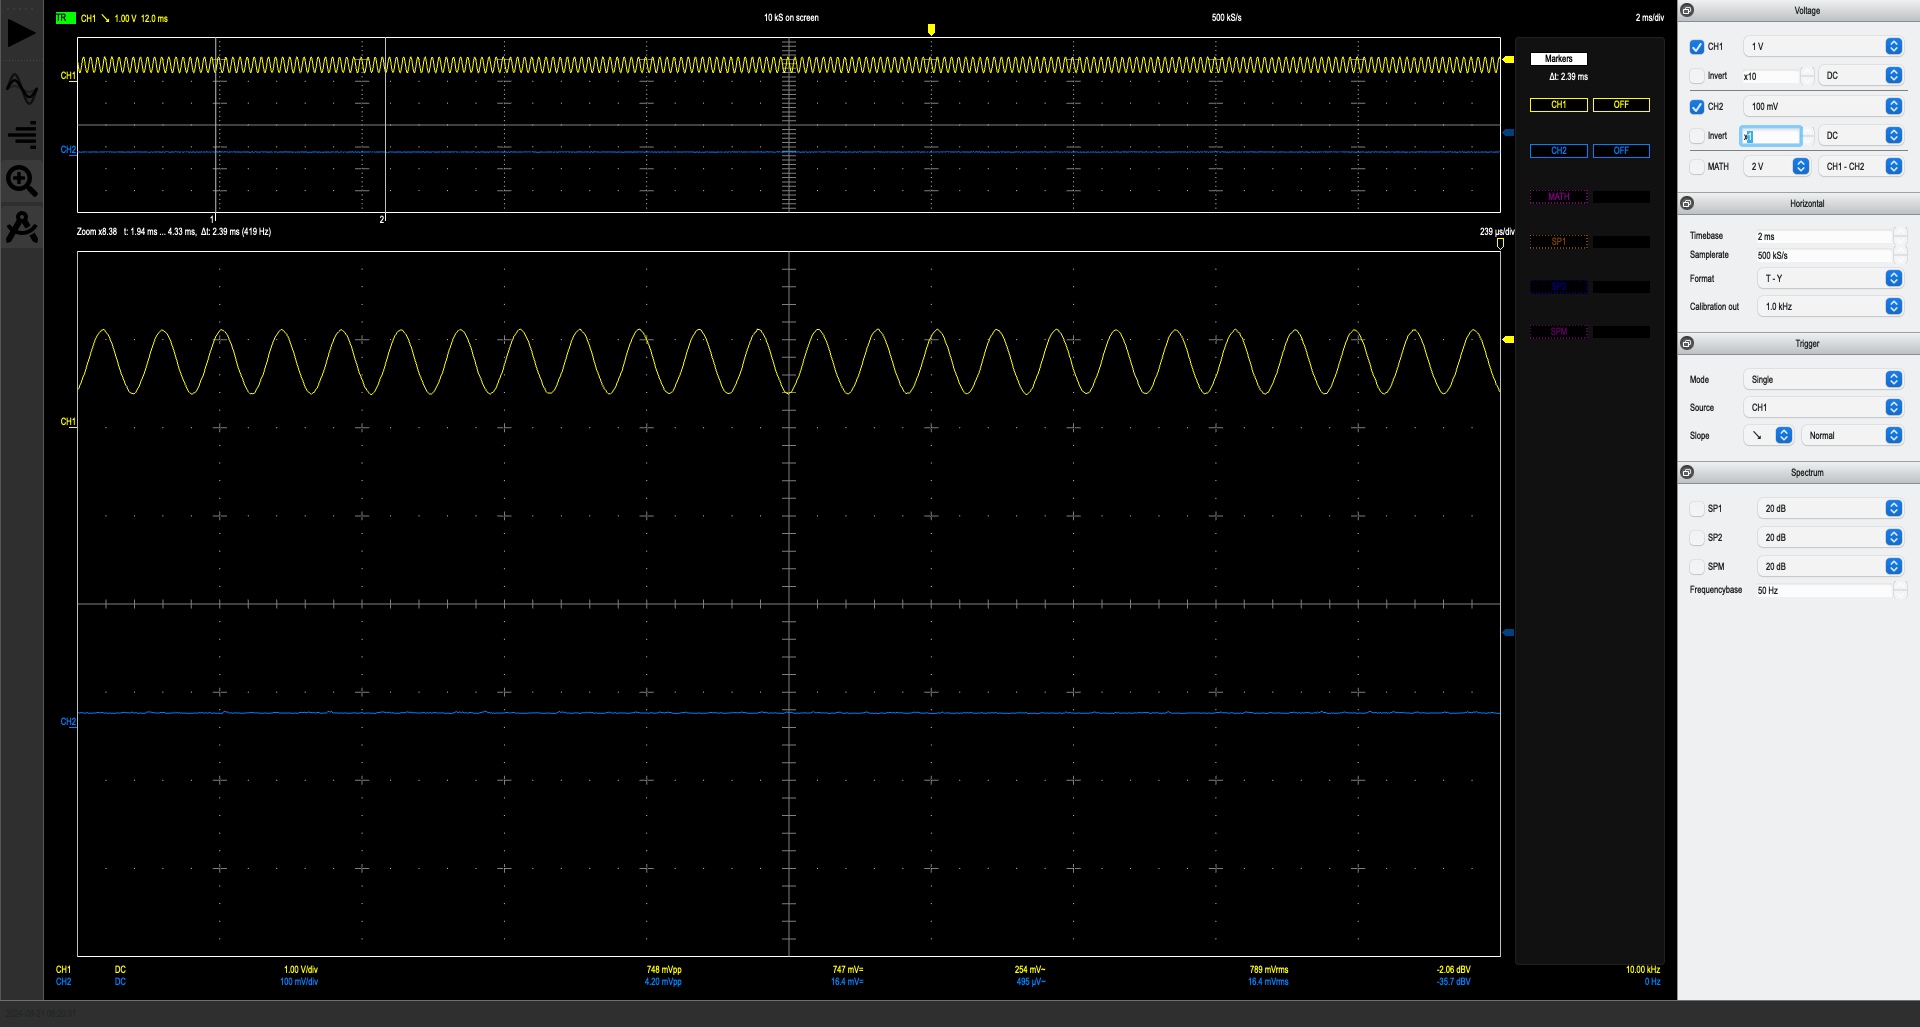 TR CH1 ↘ 1.00 V 12.0 ms 10 kS on screen 500 kS/s 2 ms/div
CH1
CH2
1 2
Zoom x8.38 t: 1.94 ms ... 4.33 ms, Δt: 2.39 ms (419 Hz) 239 µs/div
CH1
CH2
Markers
Δt: 2.39 ms
CH1 OFF
CH2 OFF
MATH
SP1
SP2
SPM
CH1 DC 1.00 V/div 748 mVpp 747 mV= 254 mV~ 789 mVrms -2.06 dBV 10.00 kHz
CH2 DC 100 mV/div 4.20 mVpp 16.4 mV= 495 µV~ 16.4 mVrms -35.7 dBV 0 Hz
Voltage
CH1 1 V
Invert x10 DC
CH2 100 mV
Invert x1 DC
MATH 2 V CH1 - CH2
Horizontal
Timebase 2 ms
Samplerate 500 kS/s
Format T - Y
Calibration out 1.0 kHz
Trigger
Mode Single
Source CH1
Slope ↘ Normal
Spectrum
SP1 20 dB
SP2 20 dB
SPM 20 dB
Frequencybase 50 Hz